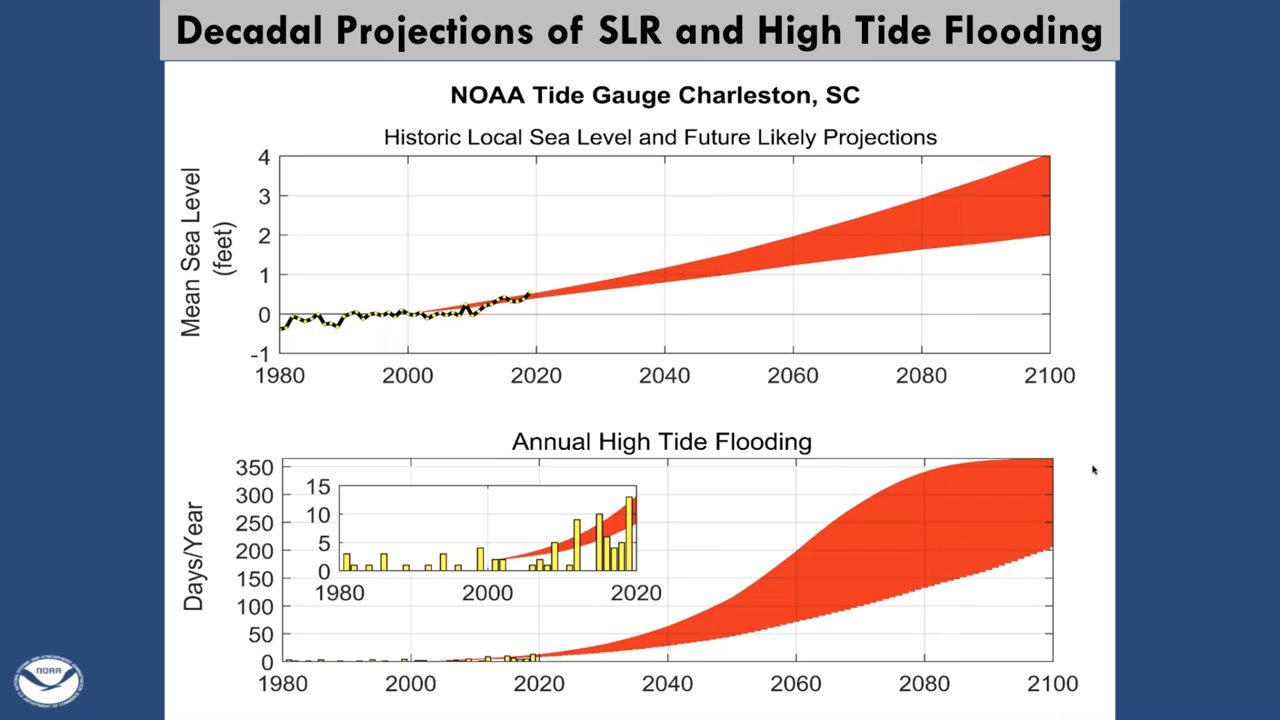 Decadal Projections of SLR and High Tide Flooding
NOAA Tide Gauge Charleston, SC
Historic Local Sea Level and Future Likely Projections
Mean Sea Level
(feet)
4
3
2
1
0
-1
1980 2000 2020 2040 2060 2080 2100
Annual High Tide Flooding
Days/Year
350
300
250
200
150
100
50
0
15
10
5
0
1980 2000 2020
1980 2000 2020 2040 2060 2080 2100
NOAA